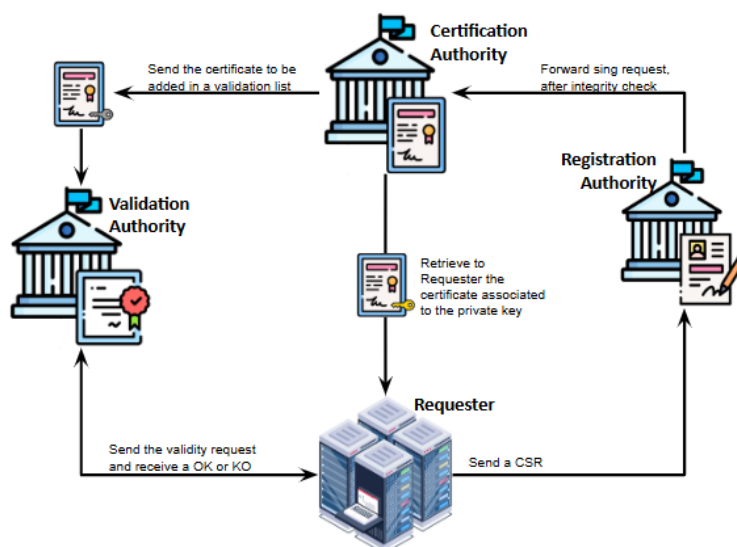 Certification
Authority
Send the certificate to be
added in a validation list
Forward sing request,
after integrity check
Registration
Authority
Validation
Authority
Retrieve to
Requester the
certificate associated
to the private key
Requester
Send the validity request
and receive a OK or KO
Send a CSR